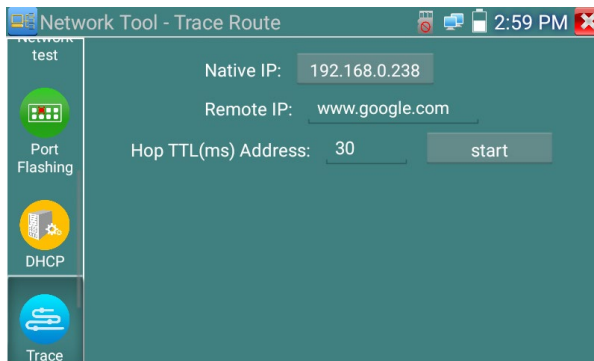 Network Tool - Trace Route
2:59 PM
Network
test
Port
Flashing
DHCP
Trace
Native IP: 192.168.0.238
Remote IP: www.google.com
Hop TTL(ms) Address: 30 start